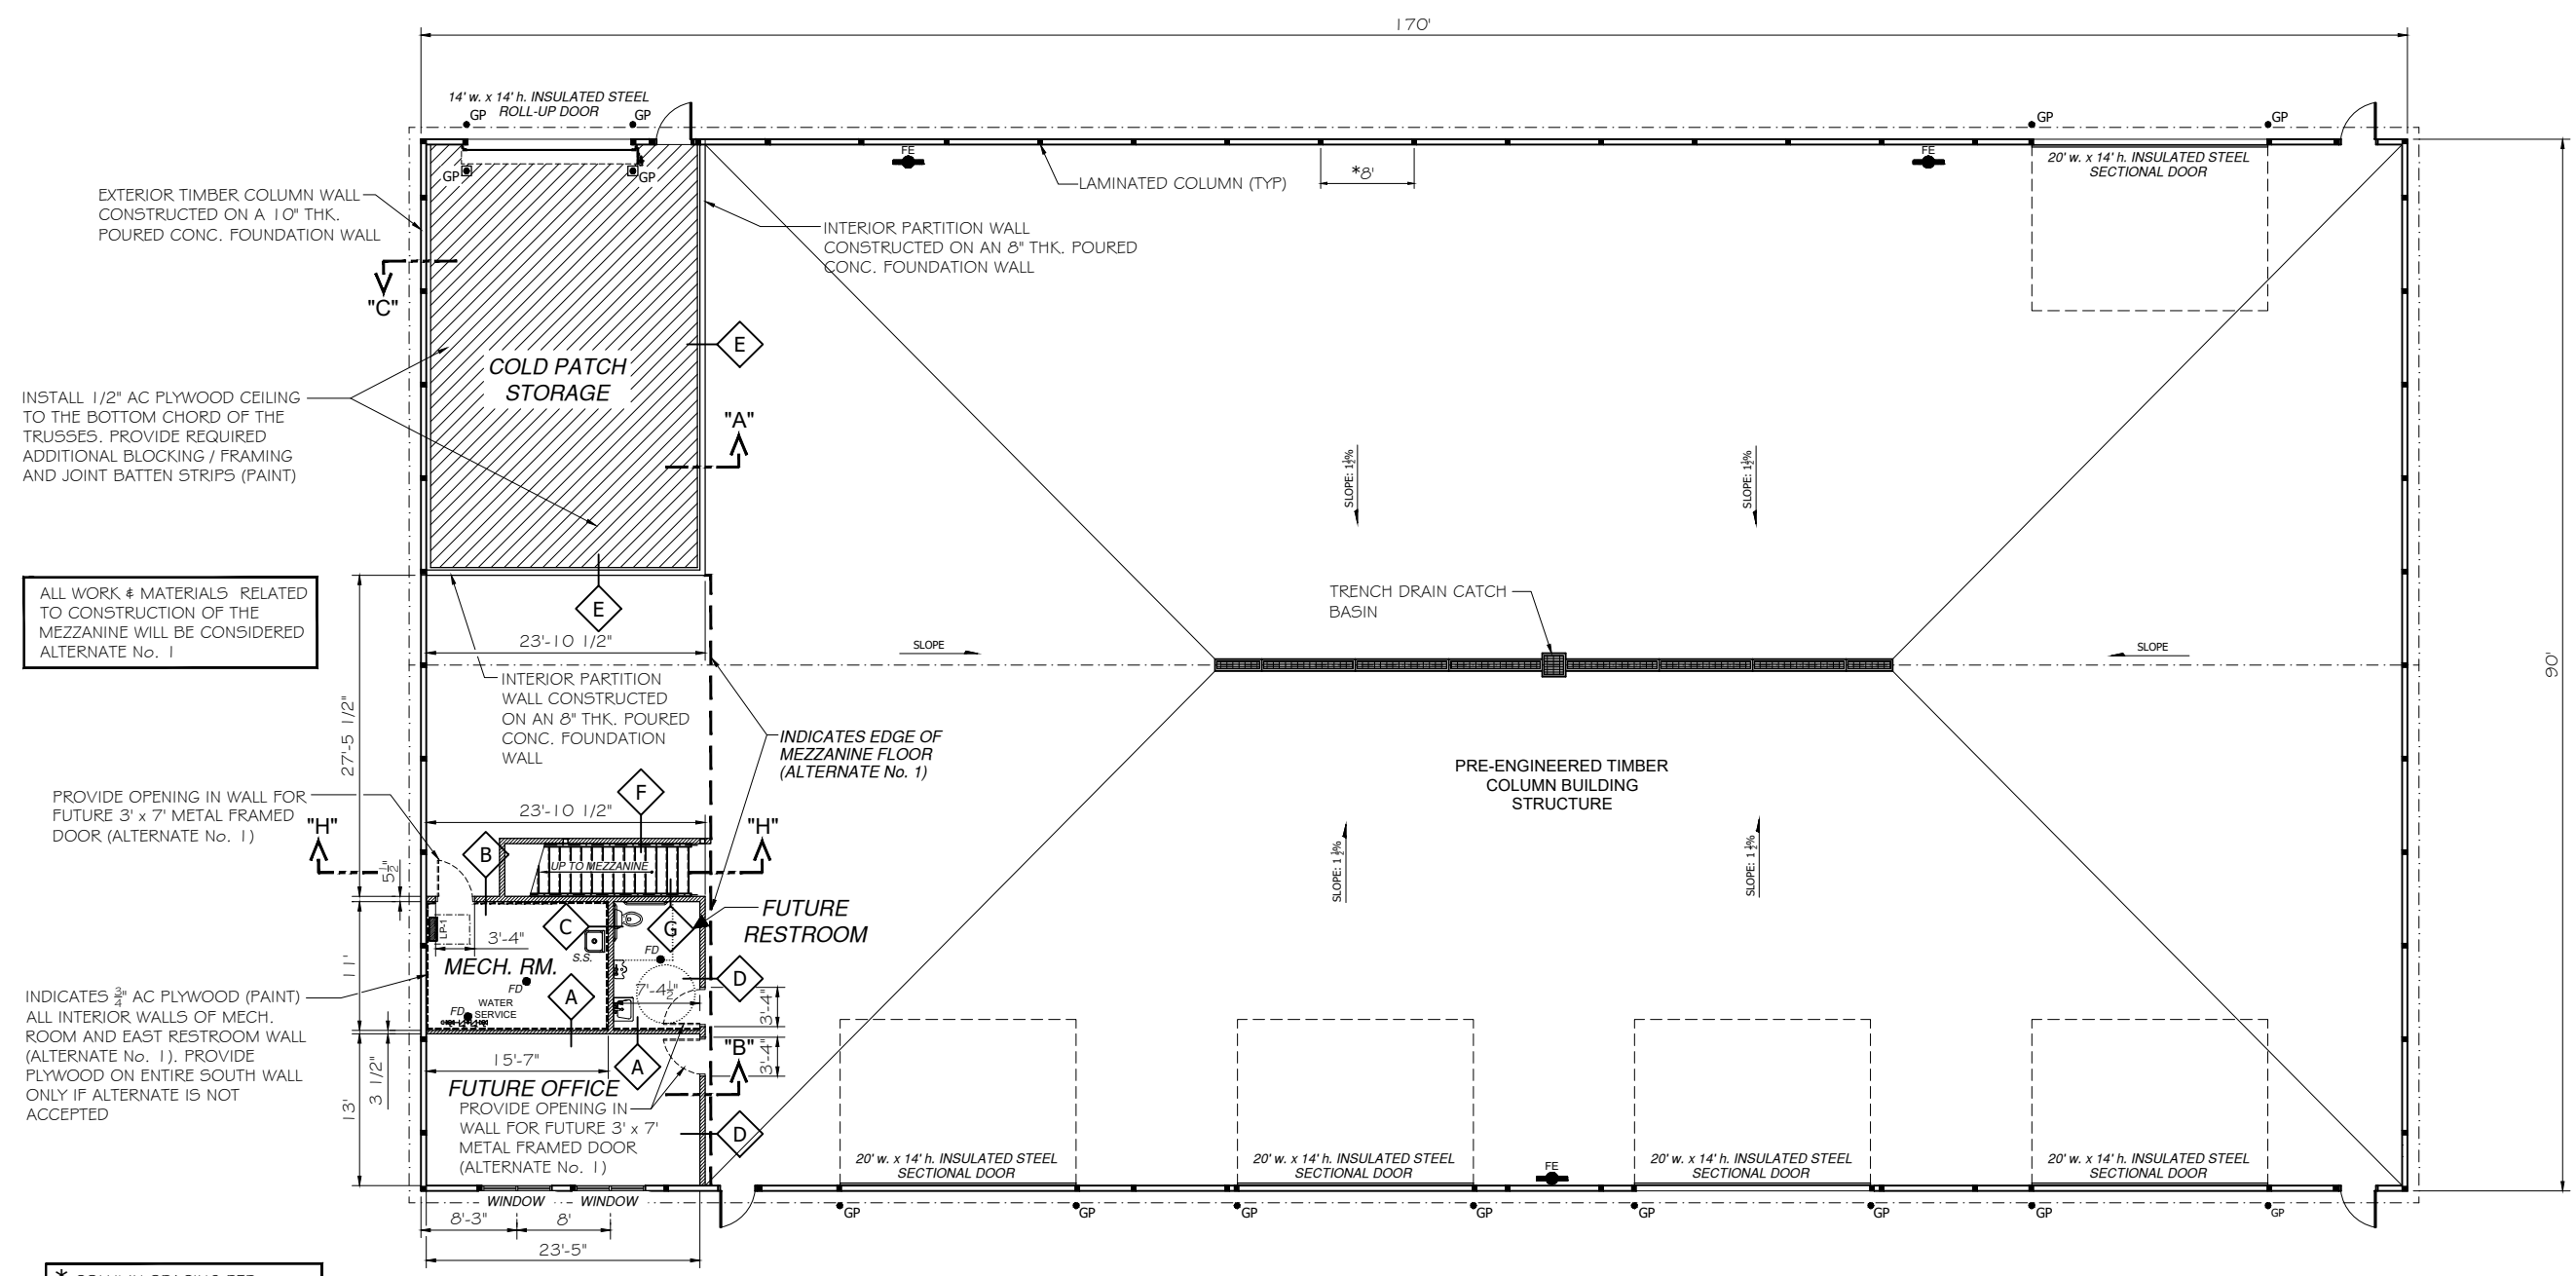 170'
14' w. x 14' h. INSULATED STEEL
ROLL-UP DOOR
GP
GP
GP
GP
GP
GP
FE
FE
20' w. x 14' h. INSULATED STEEL
SECTIONAL DOOR
LAMINATED COLUMN (TYP)
*8'
EXTERIOR TIMBER COLUMN WALL
CONSTRUCTED ON A 10" THK.
POURED CONC. FOUNDATION WALL
INTERIOR PARTITION WALL
CONSTRUCTED ON AN 8" THK. POURED
CONC. FOUNDATION WALL
"C"
E
COLD PATCH
STORAGE
INSTALL 1/2" AC PLYWOOD CEILING
TO THE BOTTOM CHORD OF THE
TRUSSES. PROVIDE REQUIRED
ADDITIONAL BLOCKING / FRAMING
AND JOINT BATTEN STRIPS (PAINT)
"A"
SLOPE: 1½%
SLOPE: 1½%
ALL WORK & MATERIALS RELATED
TO CONSTRUCTION OF THE
MEZZANINE WILL BE CONSIDERED
ALTERNATE No. 1
E
TRENCH DRAIN CATCH
BASIN
23'-10 1/2"
SLOPE
SLOPE
90'
INTERIOR PARTITION
WALL CONSTRUCTED
ON AN 8" THK. POURED
CONC. FOUNDATION
WALL
27'-5 1/2"
INDICATES EDGE OF
MEZZANINE FLOOR
(ALTERNATE No. 1)
PRE-ENGINEERED TIMBER
COLUMN BUILDING
STRUCTURE
PROVIDE OPENING IN WALL FOR
FUTURE 3' x 7' METAL FRAMED
DOOR (ALTERNATE No. 1)
F
23'-10 1/2"
"H"
"H"
B
UP TO MEZZANINE
5½"
SLOPE: 1½%
SLOPE: 1½%
FUTURE
RESTROOM
C
G
LP-1
3'-4"
S.S.
FD
MECH. RM.
11'
FD
D
A
7'-4½"
3'-4"
INDICATES ¾" AC PLYWOOD (PAINT)
ALL INTERIOR WALLS OF MECH.
ROOM AND EAST RESTROOM WALL
(ALTERNATE No. 1). PROVIDE
PLYWOOD ON ENTIRE SOUTH WALL
ONLY IF ALTERNATE IS NOT
ACCEPTED
FD
WATER
SERVICE
15'-7"
A
"B"
3'-4"
3 1/2"
13'
FUTURE OFFICE
PROVIDE OPENING IN
WALL FOR FUTURE 3' x 7'
METAL FRAMED DOOR
(ALTERNATE No. 1)
D
20' w. x 14' h. INSULATED STEEL
SECTIONAL DOOR
20' w. x 14' h. INSULATED STEEL
SECTIONAL DOOR
FE
20' w. x 14' h. INSULATED STEEL
SECTIONAL DOOR
20' w. x 14' h. INSULATED STEEL
SECTIONAL DOOR
WINDOW
WINDOW
GP
GP
GP
GP
GP
GP
GP
GP
8'-3"
8'
23'-5"